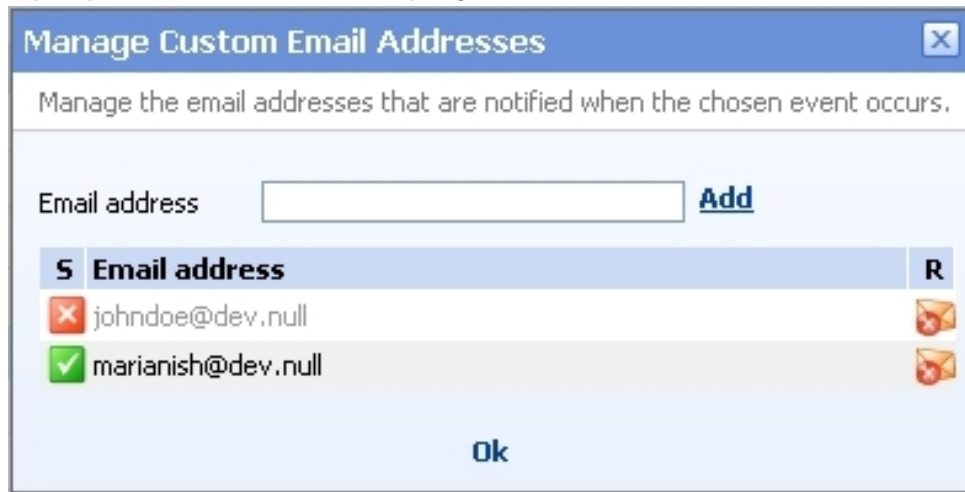 Manage Custom Email Addresses
Manage the email addresses that are notified when the chosen event occurs.
Email address Add
S Email address R
johndoe@dev.null
marianish@dev.null
Ok